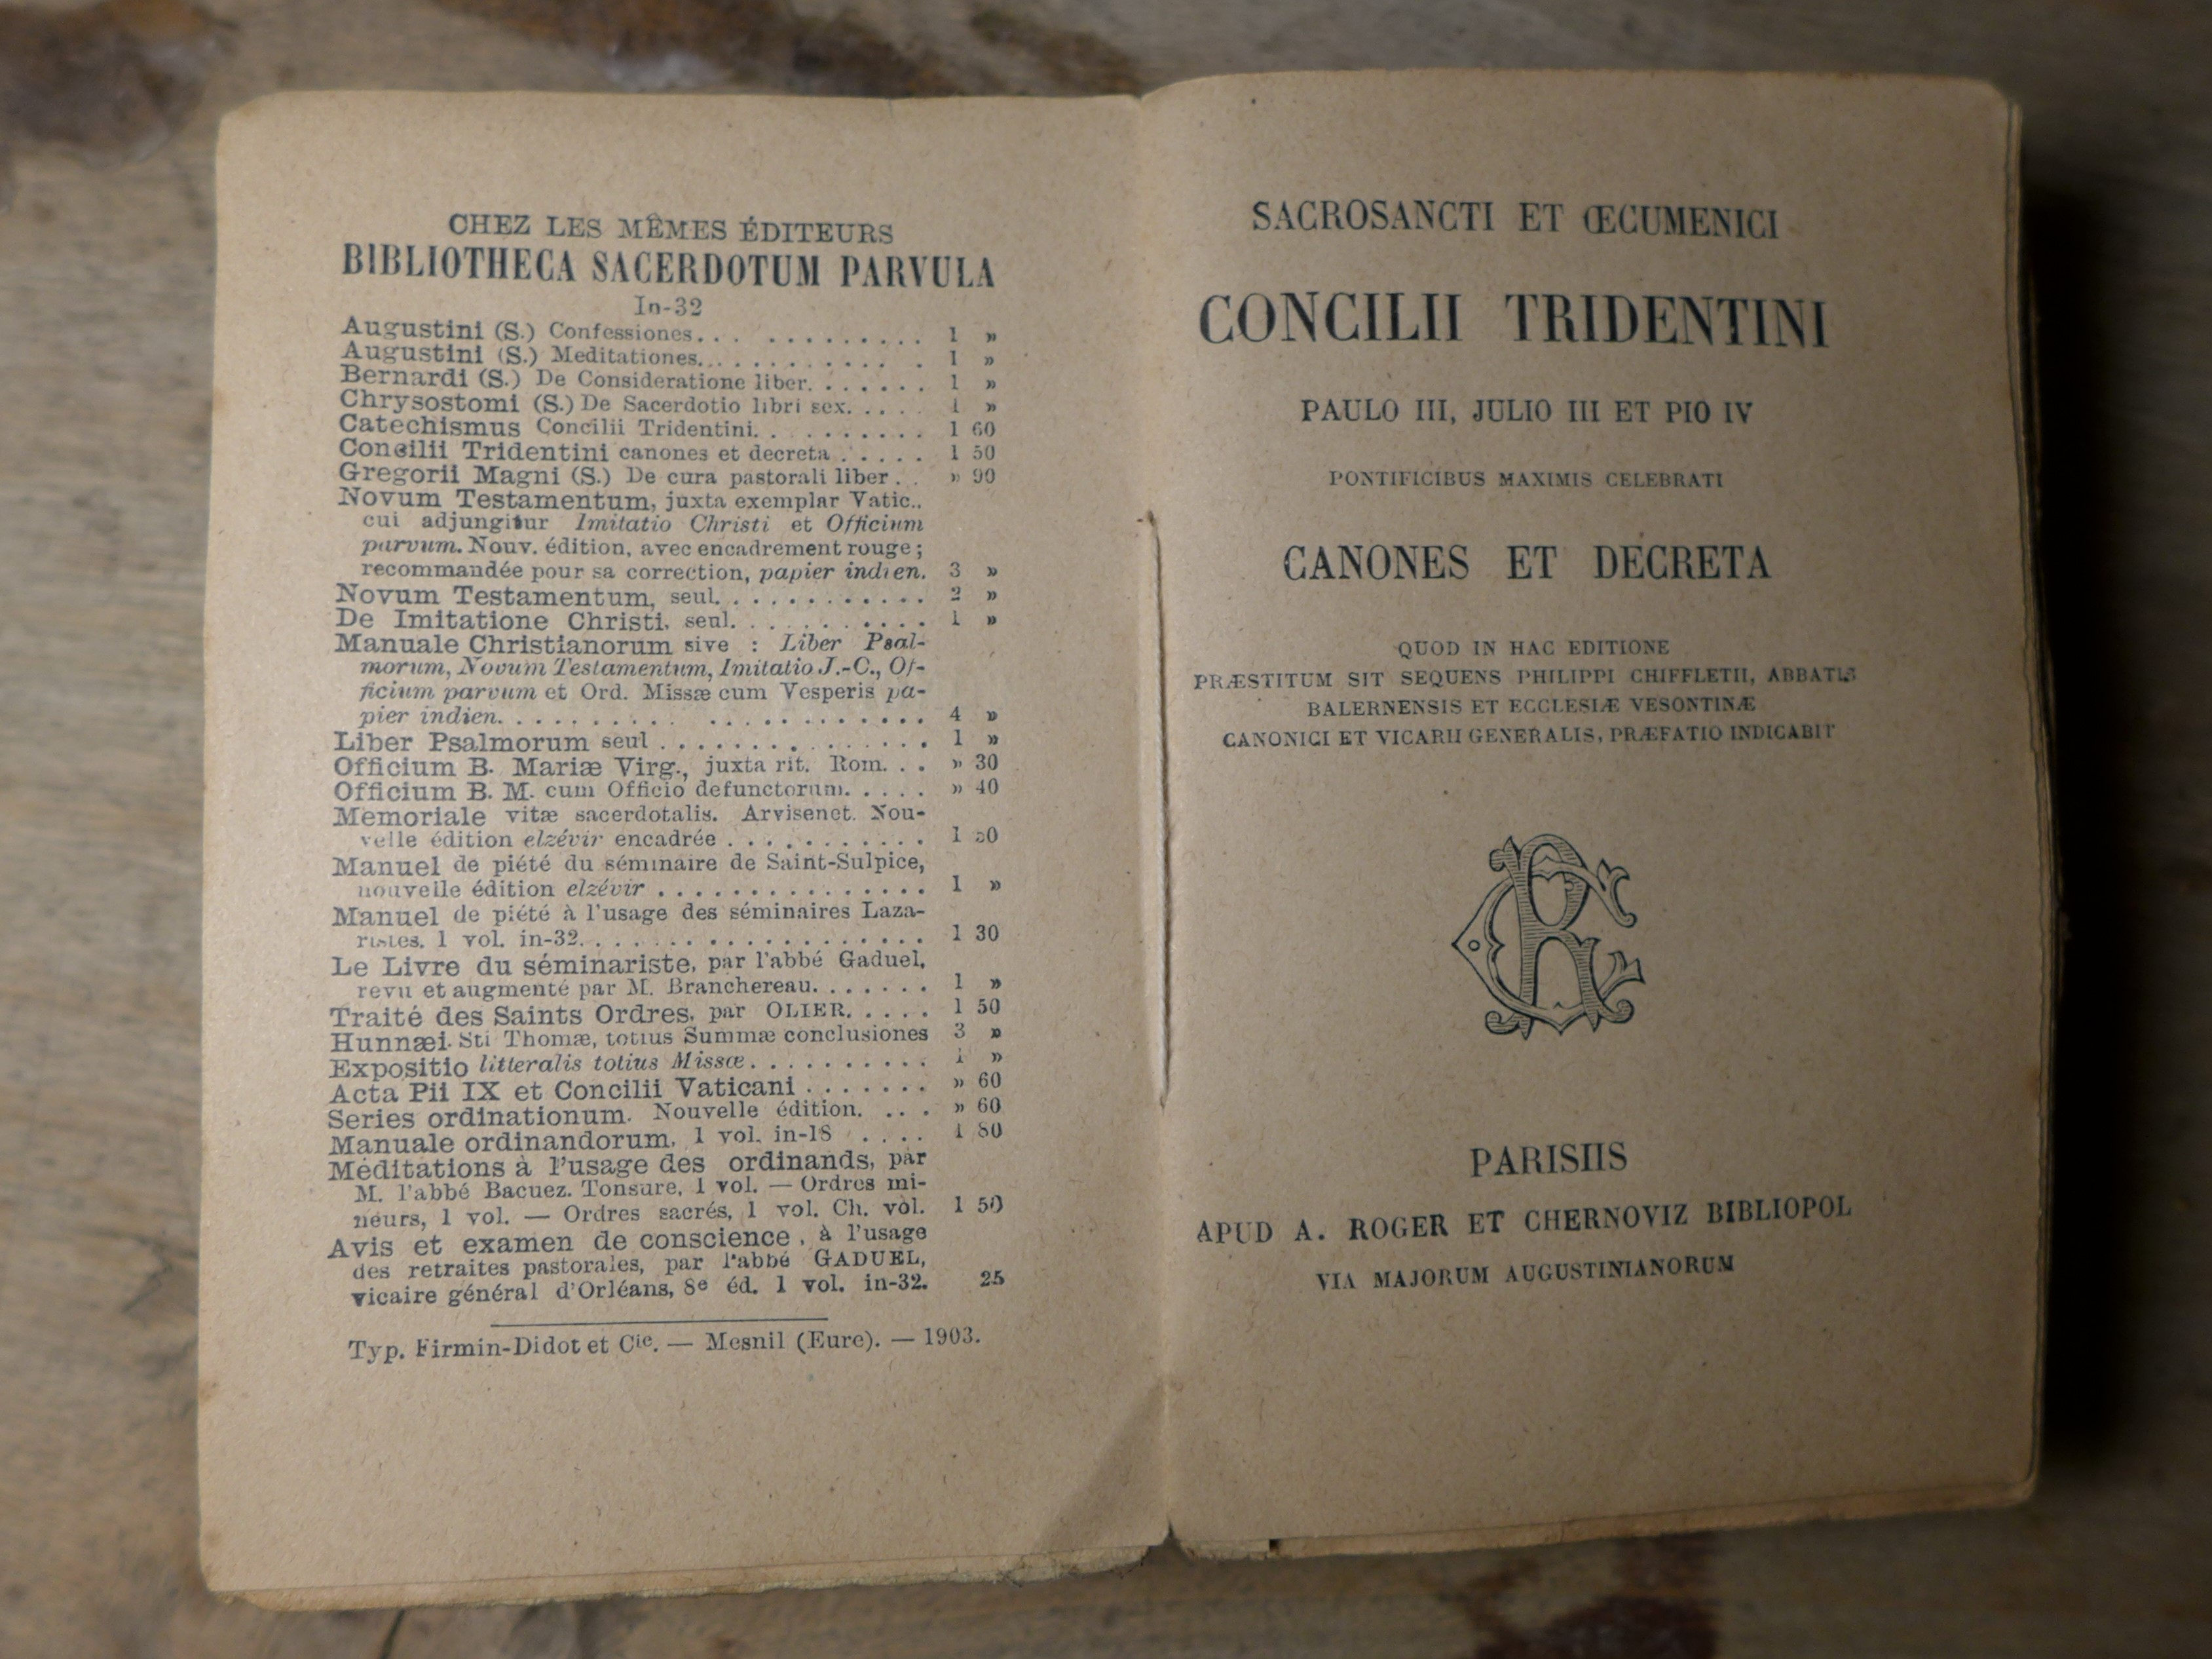 CHEZ LES MÊMES ÉDITEURS
BIBLIOTHECA SACERDOTUM PARVULA
In-32
Augustini (S.) Confessiones... ......... 1 »
Augustini (S.) Meditationes............ 1 »
Bernardi (S.) De Consideratione liber....... 1 »
Chrysostomi (S.) De Sacerdotio libri sex..... 1 »
Catechismus Concilii Tridentini.......... 1 60
Concilii Tridentini canones et decreta..... 1 50
Gregorii Magni (S.) De cura pastorali liber.. » 90
Novum Testamentum, juxta exemplar Vatic..
cui adjungitur Imitatio Christi et Officium
parvum. Nouv. édition, avec encadrement rouge ;
recommandée pour sa correction, papier indien. 3 »
Novum Testamentum, seul............ 2 »
De Imitatione Christi, seul........... 1 »
Manuale Christianorum sive : Liber Psal-
morum, Novum Testamentum, Imitatio J.-C., Of-
ficium parvum et Ord. Missæ cum Vesperis pa-
pier indien.......... ............ 4 »
Liber Psalmorum seul............... 1 »
Officium B. Mariæ Virg., juxta rit. Rom... » 30
Officium B. M. cum Officio defunctorum..... » 40
Memoriale vitæ sacerdotalis. Arvisenet. Nou-
velle édition elzévir encadrée........... 1
Manuel de piété du séminaire de Saint-Sulpice,
nouvelle édition elzévir............... 1 »
Manuel de piété à l'usage des séminaires Laza-
ristes. 1 vol. in-32................... 1 30
Le Livre du séminariste, par l'abbé Gaduel,
revu et augmenté par M. Branchereau....... 1 »
Traité des Saints Ordres, par OLIER..... 1 50
Hunnæi. Sti Thomæ, totius Summæ conclusiones 3 »
Expositio litteralis totius Missæ.......... 1 »
Acta Pii IX et Concilii Vaticani....... » 60
Series ordinationum. Nouvelle édition. ... » 60
Manuale ordinandorum, 1 vol. in-18 .... 1 80
Méditations à l'usage des ordinands, par
M. l'abbé Bacuez. Tonsure, 1 vol. — Ordres mi-
neurs, 1 vol. — Ordres sacrés, 1 vol. Ch. vol. 1 50
Avis et examen de conscience, à l'usage
des retraites pastorales, par l'abbé GADUEL,
vicaire général d'Orléans, 8e éd. 1 vol. in-32. 25
Typ. Firmin-Didot et Cie. — Mesnil (Eure). — 1903.
SACROSANCTI ET ŒCUMENICI
CONCILII TRIDENTINI
PAULO III, JULIO III ET PIO IV
PONTIFICIBUS MAXIMIS CELEBRATI
CANONES ET DECRETA
QUOD IN HAC EDITIONE
PRÆSTITUM SIT SEQUENS PHILIPPI CHIFFLETII, ABBATIS
BALERNENSIS ET ECCLESIÆ VESONTINÆ
CANONICI ET VICARII GENERALIS, PRÆFATIO INDICABIT
PARISIIS
APUD A. ROGER ET CHERNOVIZ BIBLIOPOL
VIA MAJORUM AUGUSTINIANORUM